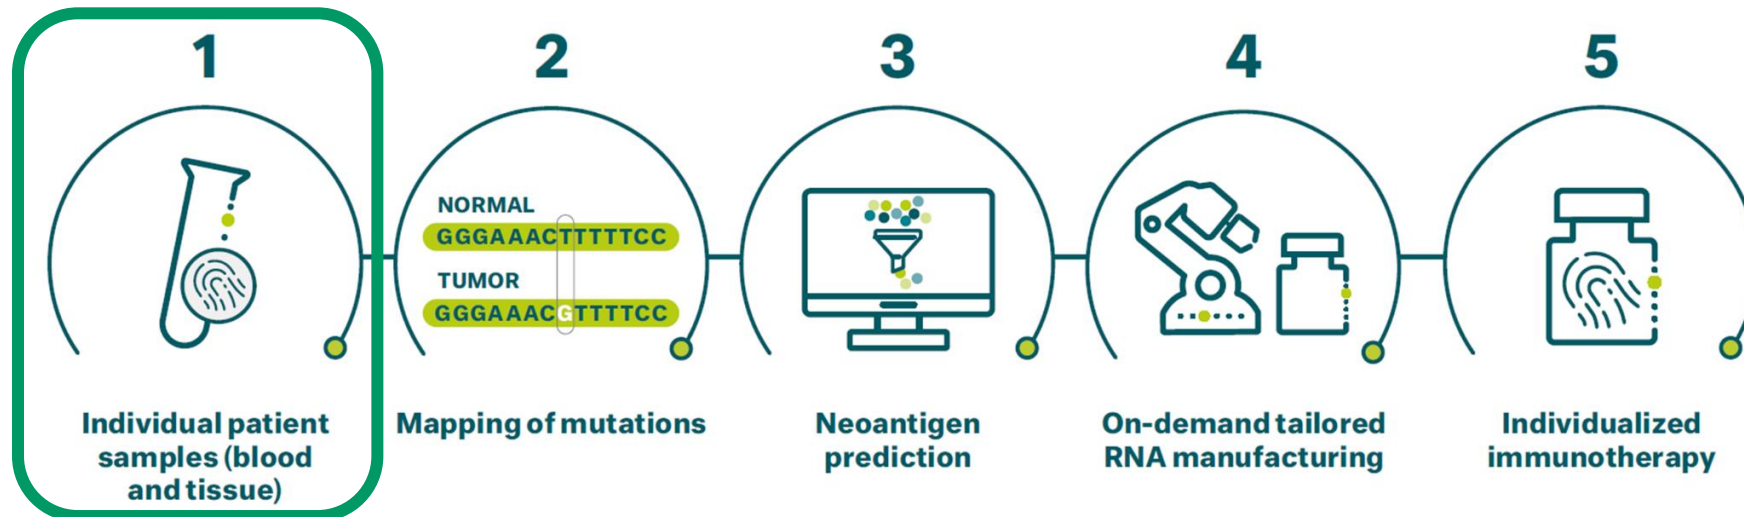 1
Individual patient
samples (blood
and tissue)
2
NORMAL
GGGAAACTTTTTCC
TUMOR
GGGAAACGTTTTCC
Mapping of mutations
3
Neoantigen
prediction
4
On-demand tailored
RNA manufacturing
5
Individualized
immunotherapy